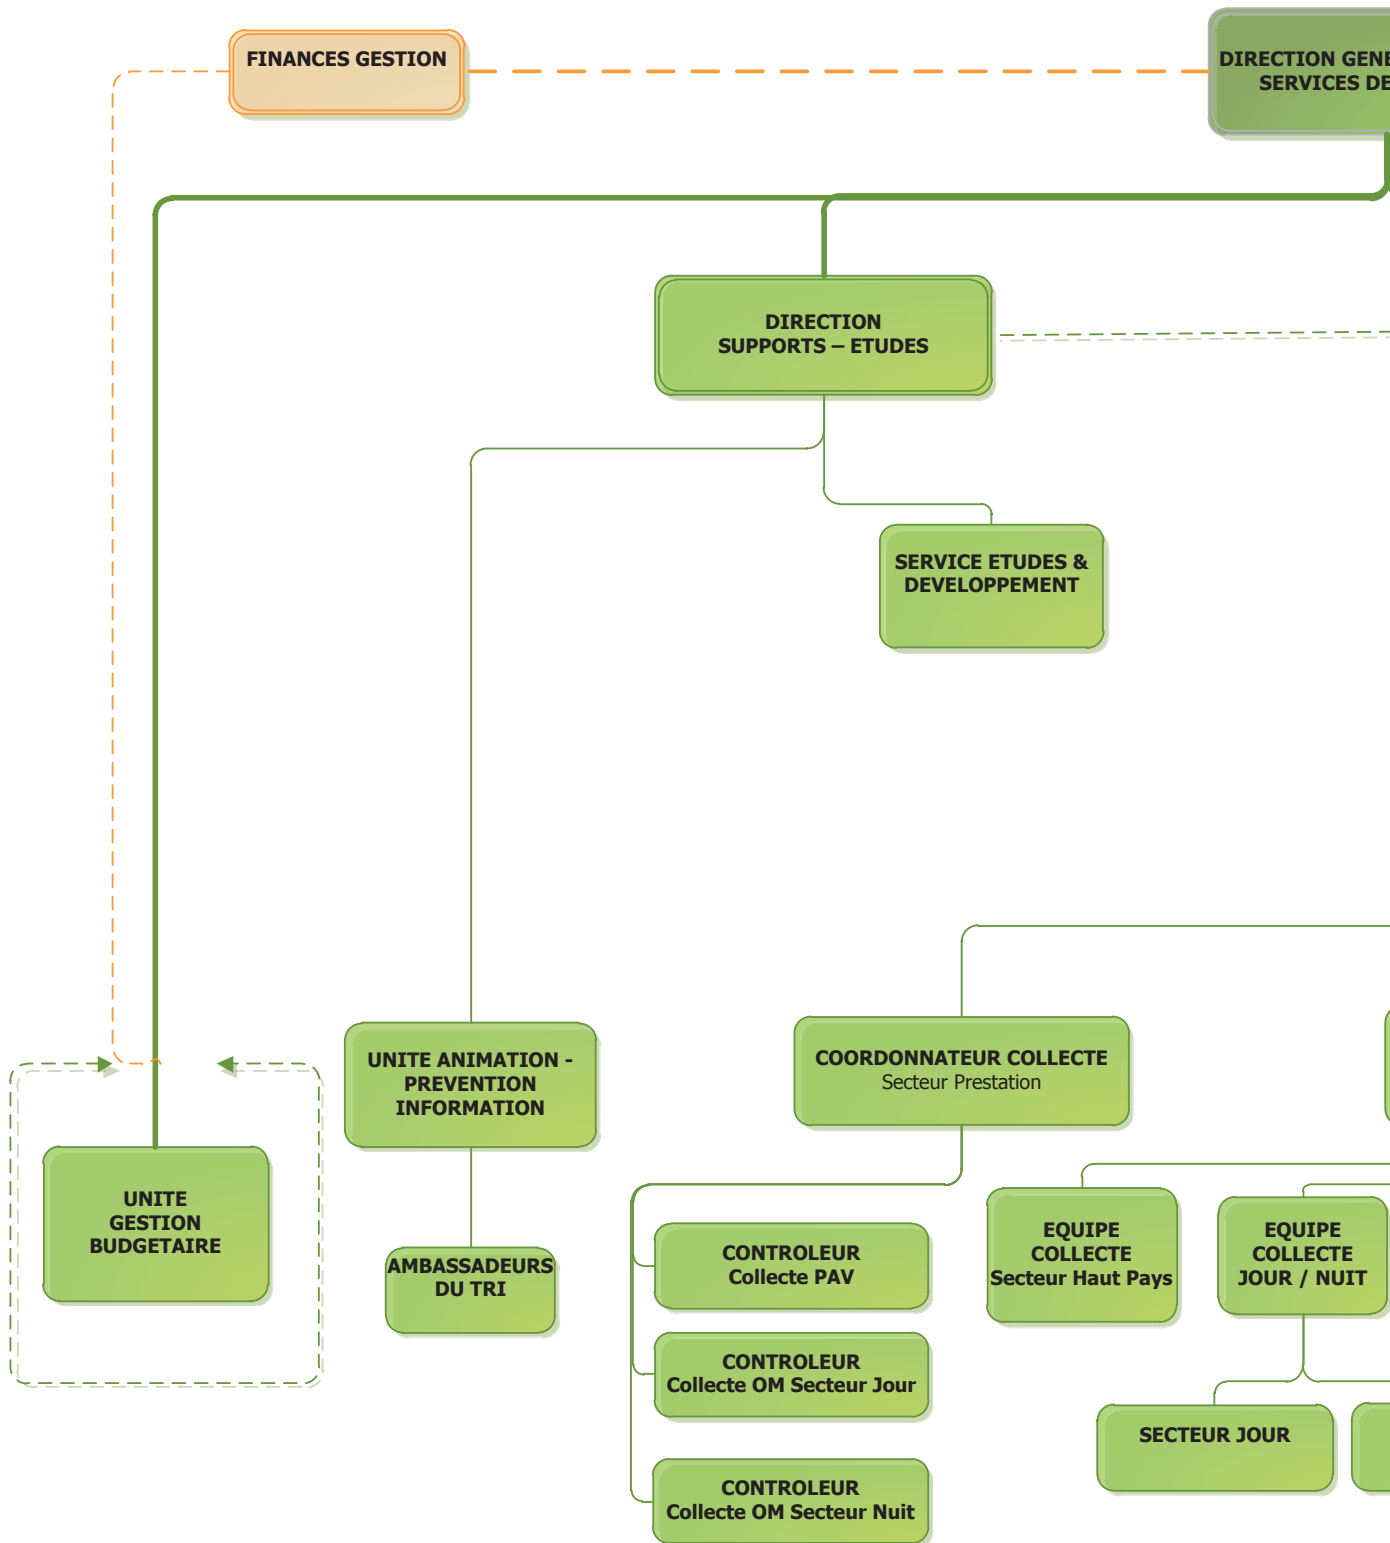 FINANCES GESTION
DIRECTION
SERVICES
DIRECTION
SUPPORTS – ETUDES
SERVICE ETUDES &
DEVELOPPEMENT
UNITE ANIMATION -
PREVENTION
INFORMATION
COORDONNATEUR COLLECTE
Secteur Prestation
UNITE
GESTION
BUDGETAIRE
AMBASSADEURS
DU TRI
CONTROLEUR
Collecte PAV
CONTROLEUR
Collecte OM Secteur Jour
CONTROLEUR
Collecte OM Secteur Nuit
EQUIPE
COLLECTE
Secteur Haut Pays
EQUIPE
COLLECTE
JOUR / NUIT
SECTEUR JOUR